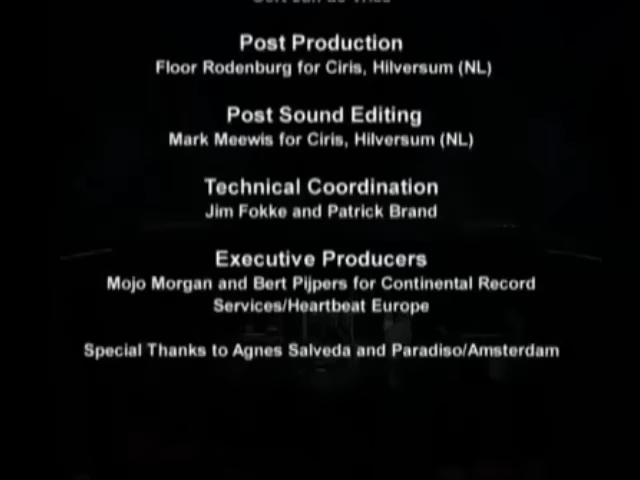 Post Production
Floor Rodenburg for Ciris, Hilversum (NL)
Post Sound Editing
Mark Meewis for Ciris, Hilversum (NL)
Technical Coordination
Jim Fokke and Patrick Brand
Executive Producers
Mojo Morgan and Bert Pijpers for Continental Record
Services/Heartbeat Europe
Special Thanks to Agnes Salveda and Paradiso/Amsterdam